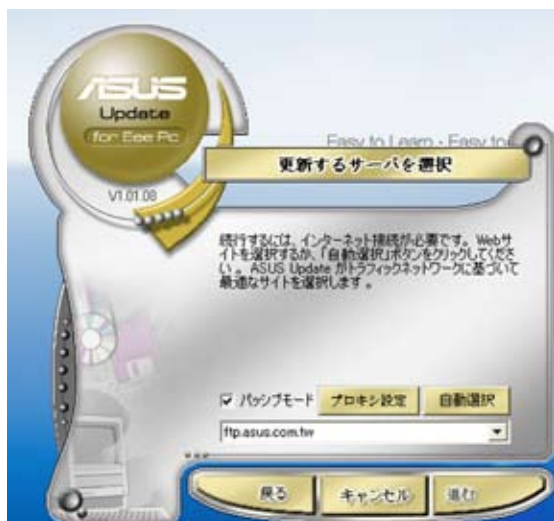 ASUS
Update
for Eee Pc
V1.01.08
Easy to Learn · Easy to
更新するサーバを選択
続行するには、インターネット接続が必要です。Webサ
イトを選択するか、「自動選択」ボタンをクリックしてくださ
い。ASUS Update がトラフィックネットワークに基づいて
最適なサイトを選択します。
パッシブモード
プロキシ設定
自動選択
ftp.asus.com.tw
戻る
キャンセル
進む